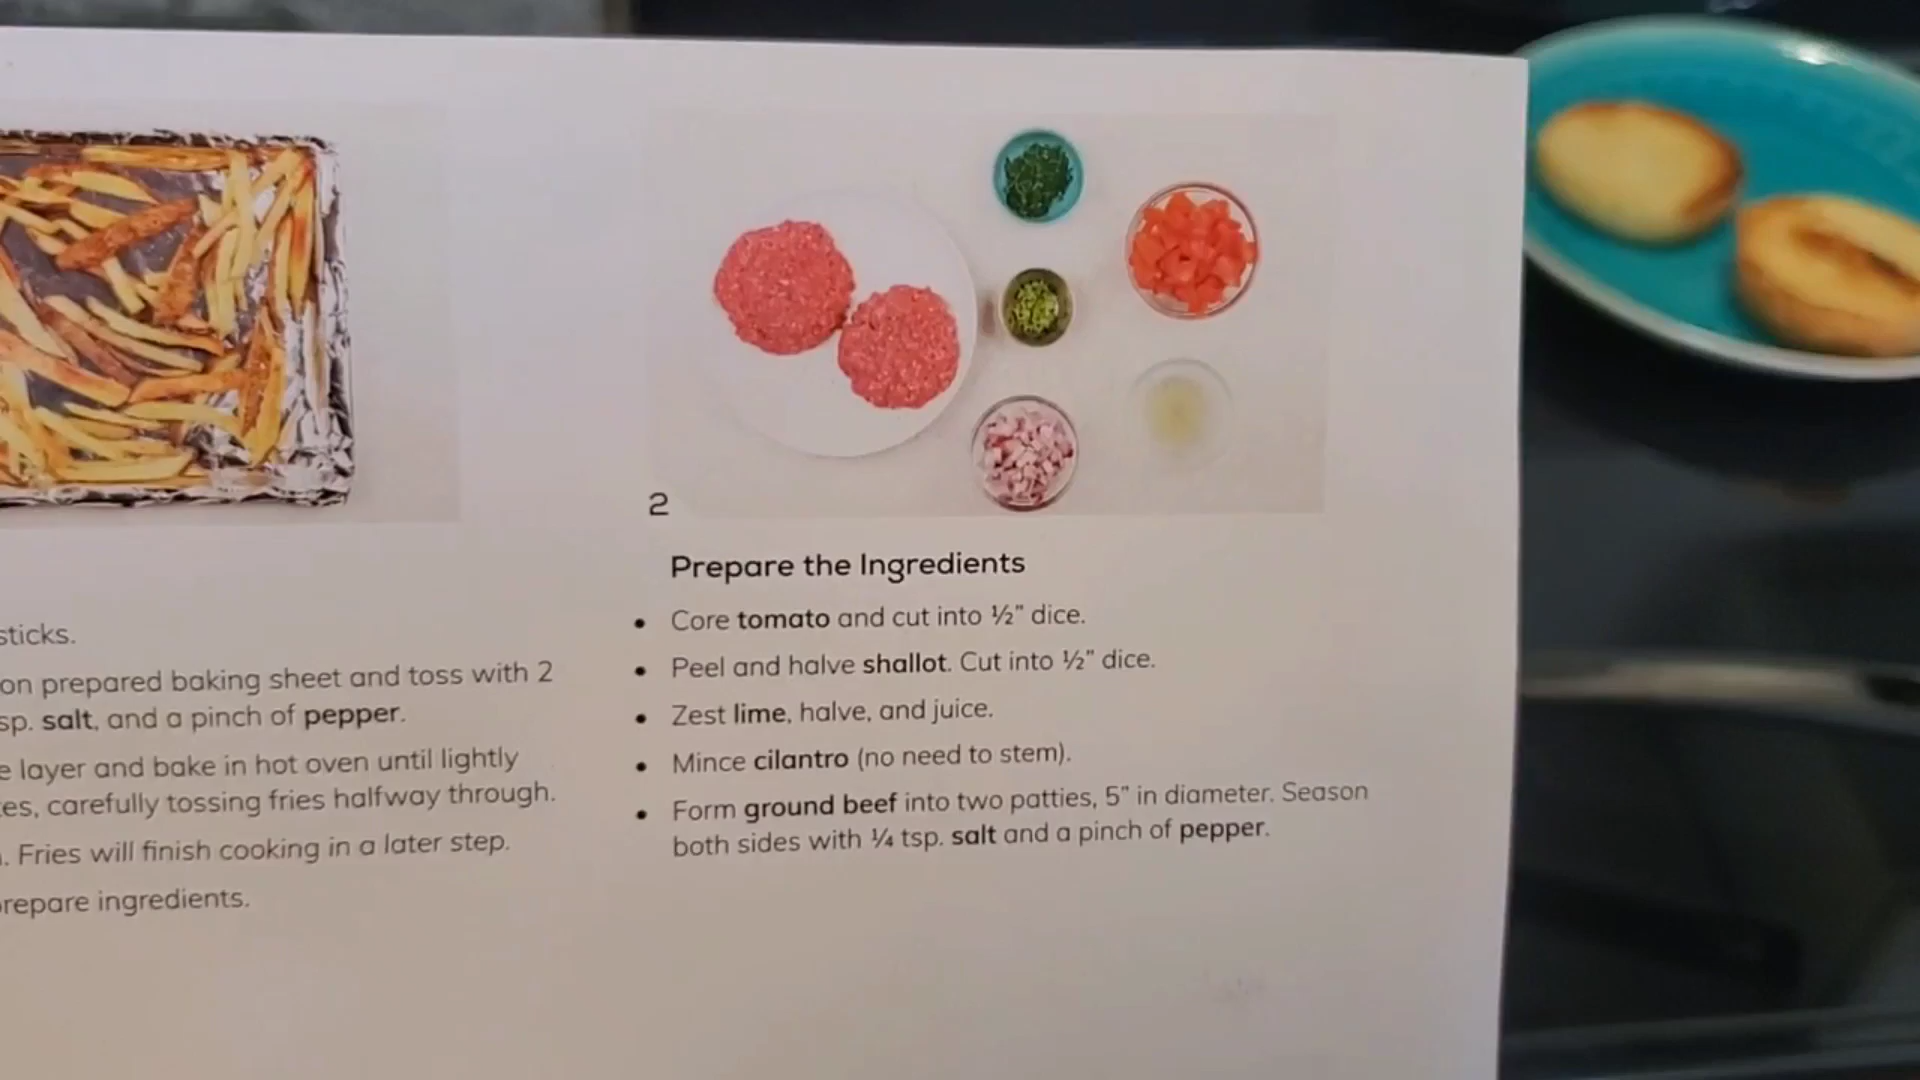 sticks.
on prepared baking sheet and toss with 2
sp. salt, and a pinch of pepper.
e layer and bake in hot oven until lightly
es, carefully tossing fries halfway through.
. Fries will finish cooking in a later step.
repare ingredients.
2
Prepare the Ingredients
• Core tomato and cut into ½" dice.
• Peel and halve shallot. Cut into ½" dice.
• Zest lime, halve, and juice.
• Mince cilantro (no need to stem).
• Form ground beef into two patties, 5" in diameter. Season
both sides with ¼ tsp. salt and a pinch of pepper.